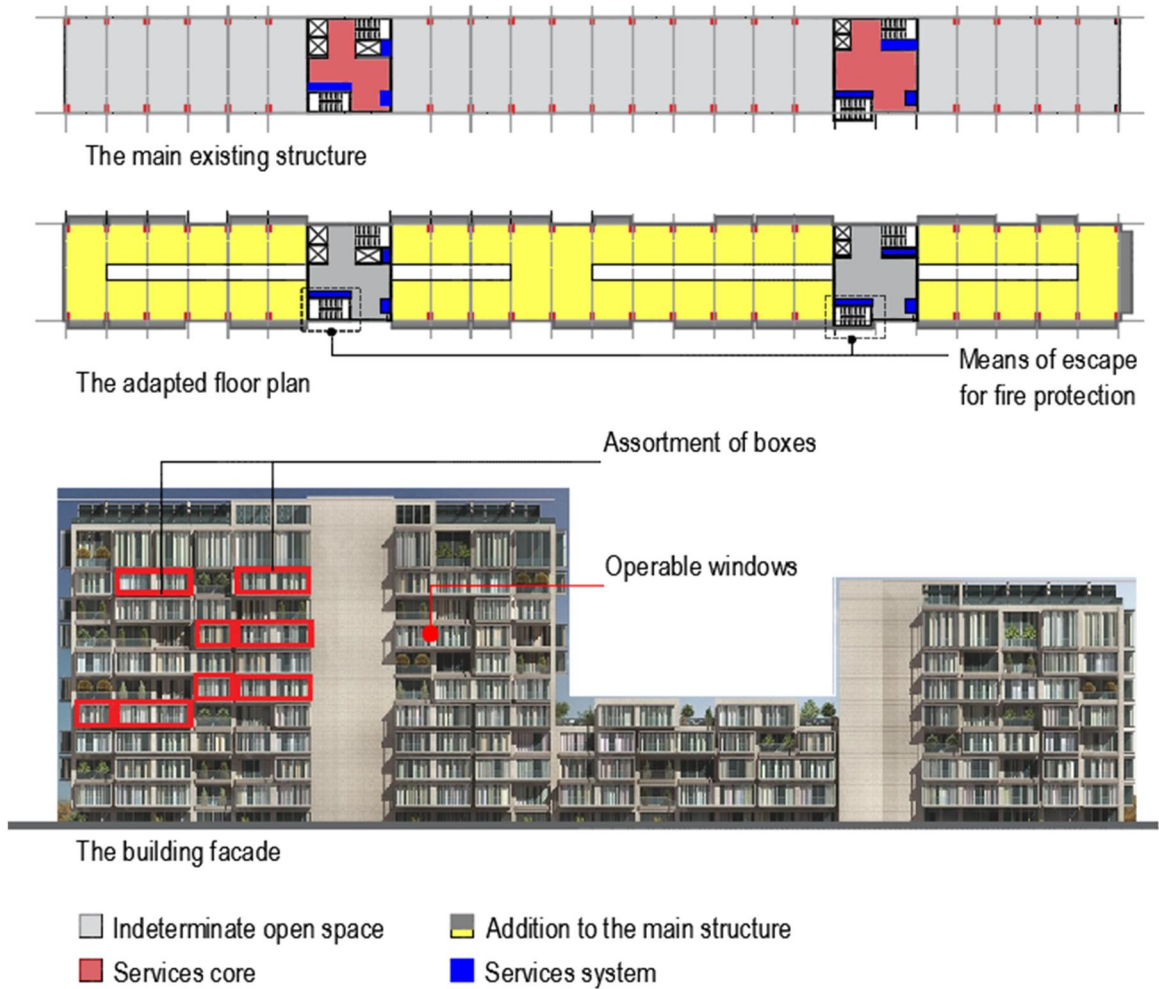 The main existing structure
The adapted floor plan
Means of escape
for fire protection
Assortment of boxes
Operable windows
The building facade
Indeterminate open space
Addition to the main structure
Services core
Services system